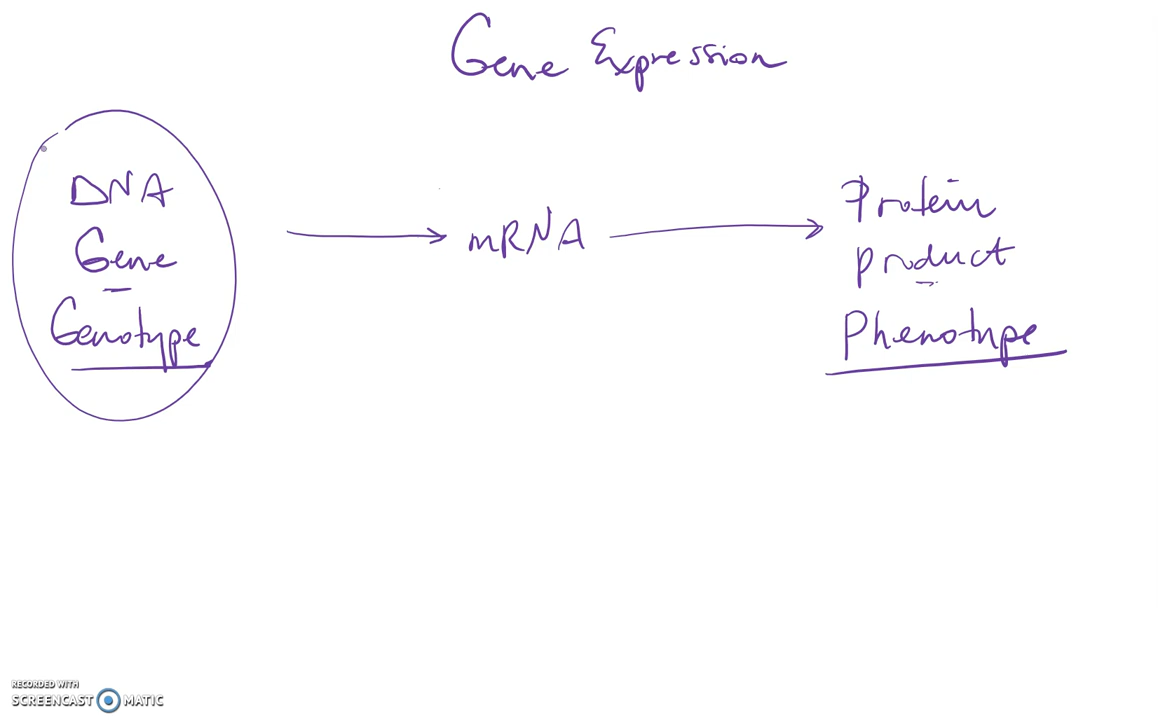 Gene Expression
DNA
Gene
Genotype
mRNA
Protein
product
Phenotype
RECORDED WITH
SCREENCAST MATIC